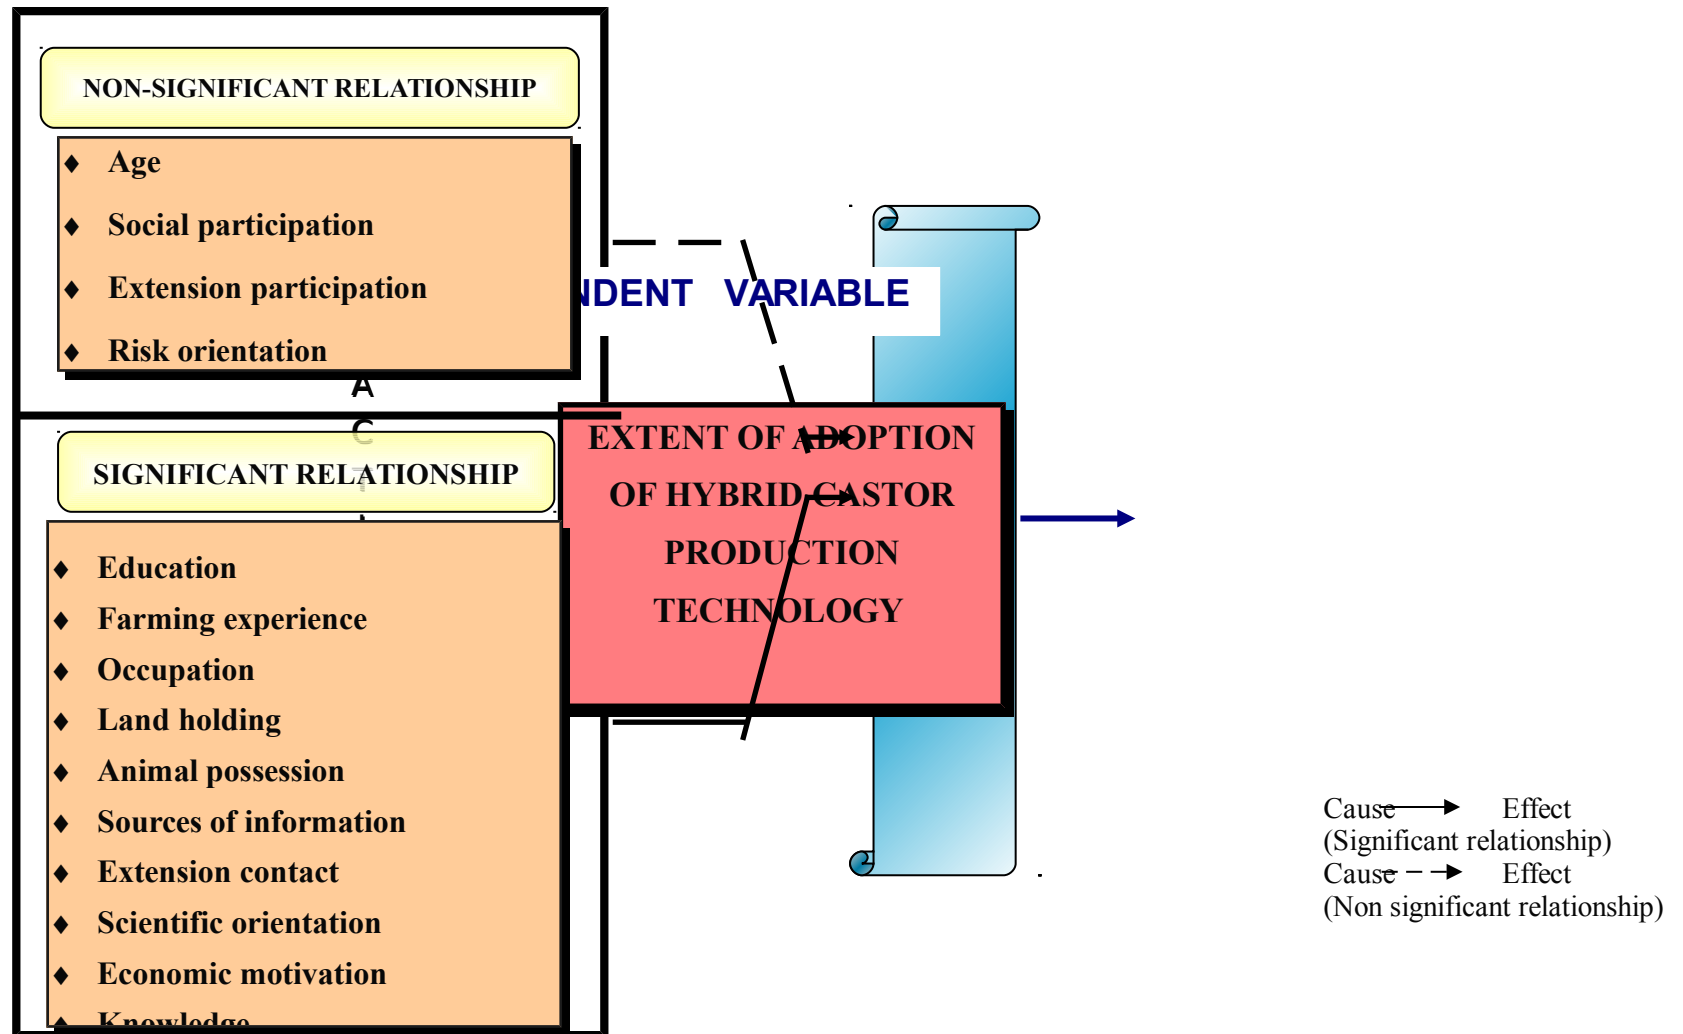 NON-SIGNIFICANT RELATIONSHIP
♦ Age
♦ Social participation
♦ Extension participation
♦ Risk orientation
NDENT VARIABLE
A
C
SIGNIFICANT RELATIONSHIP
♦ Education
♦ Farming experience
♦ Occupation
♦ Land holding
♦ Animal possession
♦ Sources of information
♦ Extension contact
♦ Scientific orientation
♦ Economic motivation
♦ Knowledge
EXTENT OF ADOPTION
OF HYBRID CASTOR
PRODUCTION
TECHNOLOGY
Cause Effect
(Significant relationship)
Cause Effect
(Non significant relationship)